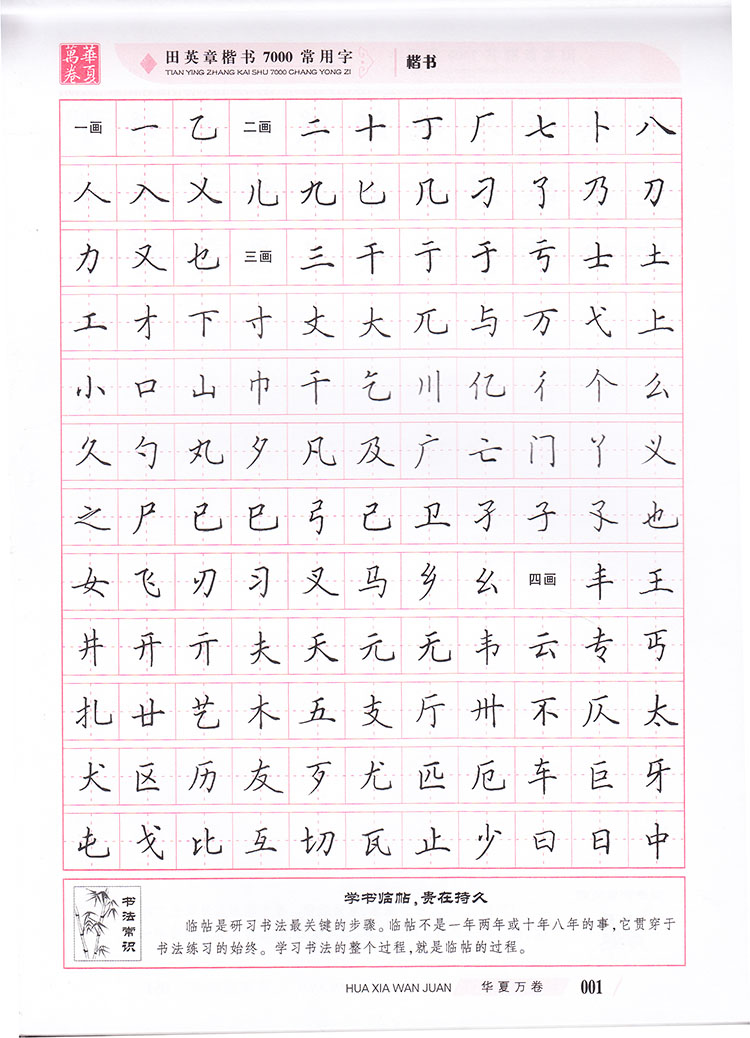 華夏萬卷
田英章楷书 7000 常用字
TIAN YING ZHANG KAI SHU 7000 CHANG YONG ZI
楷书
一画 一 乙 二画 二 十 丁 厂 七 卜 八
人 入 乂 儿 九 匕 几 刁 了 乃 刀
力 又 乜 三画 三 干 亍 于 亏 士 土
工 才 下 寸 丈 大 兀 与 万 弋 上
小 口 山 巾 千 乞 川 亿 彳 个 么
久 勺 丸 夕 凡 及 广 亡 门 丫 义
之 尸 已 巳 弓 己 卫 孑 子 孓 也
女 飞 刃 习 叉 马 乡 幺 四画 丰 王
井 开 亓 夫 天 元 无 韦 云 专 丐
扎 廿 艺 木 五 支 厅 卅 不 仄 太
犬 区 历 友 歹 尤 匹 厄 车 巨 牙
屯 戈 比 互 切 瓦 止 少 曰 日 中
书法常识
学书临帖,贵在持久
临帖是研习书法最关键的步骤。临帖不是一年两年或十年八年的事,它贯穿于
书法练习的始终。学习书法的整个过程,就是临帖的过程。
HUA XIA WAN JUAN 华夏万卷 001